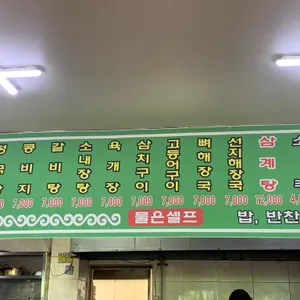 콩비지
갈비탕
소내장탕
육개장
삼치구이
고등어구이
뼈해장국
선지해장국
삼계탕
7,000 7,000 7,000 7,000 7,000 7,000 7,000 7,000 12,000
물은셀프
밥, 반찬